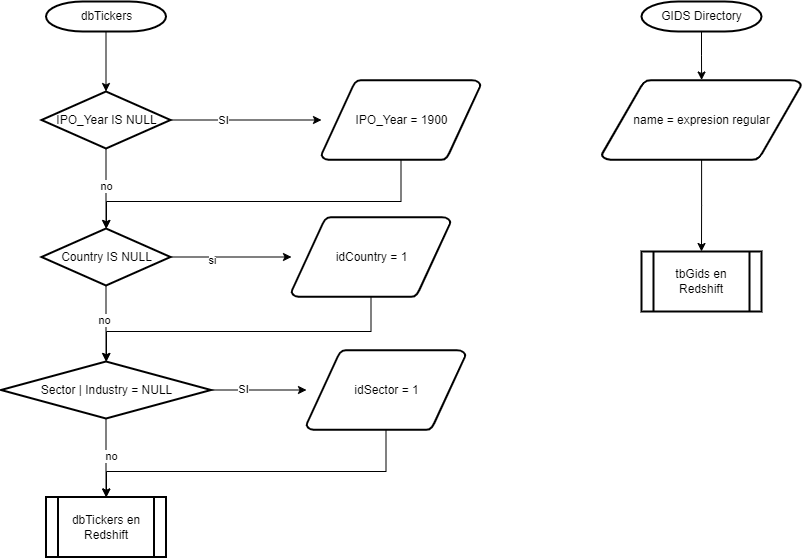 dbTickers
GIDS Directory
IPO_Year IS NULL
SI
IPO_Year = 1900
name = expresion regular
no
Country IS NULL
si
idCountry = 1
tbGids en
Redshift
no
Sector | Industry = NULL
SI
idSector = 1
no
dbTickers en
Redshift